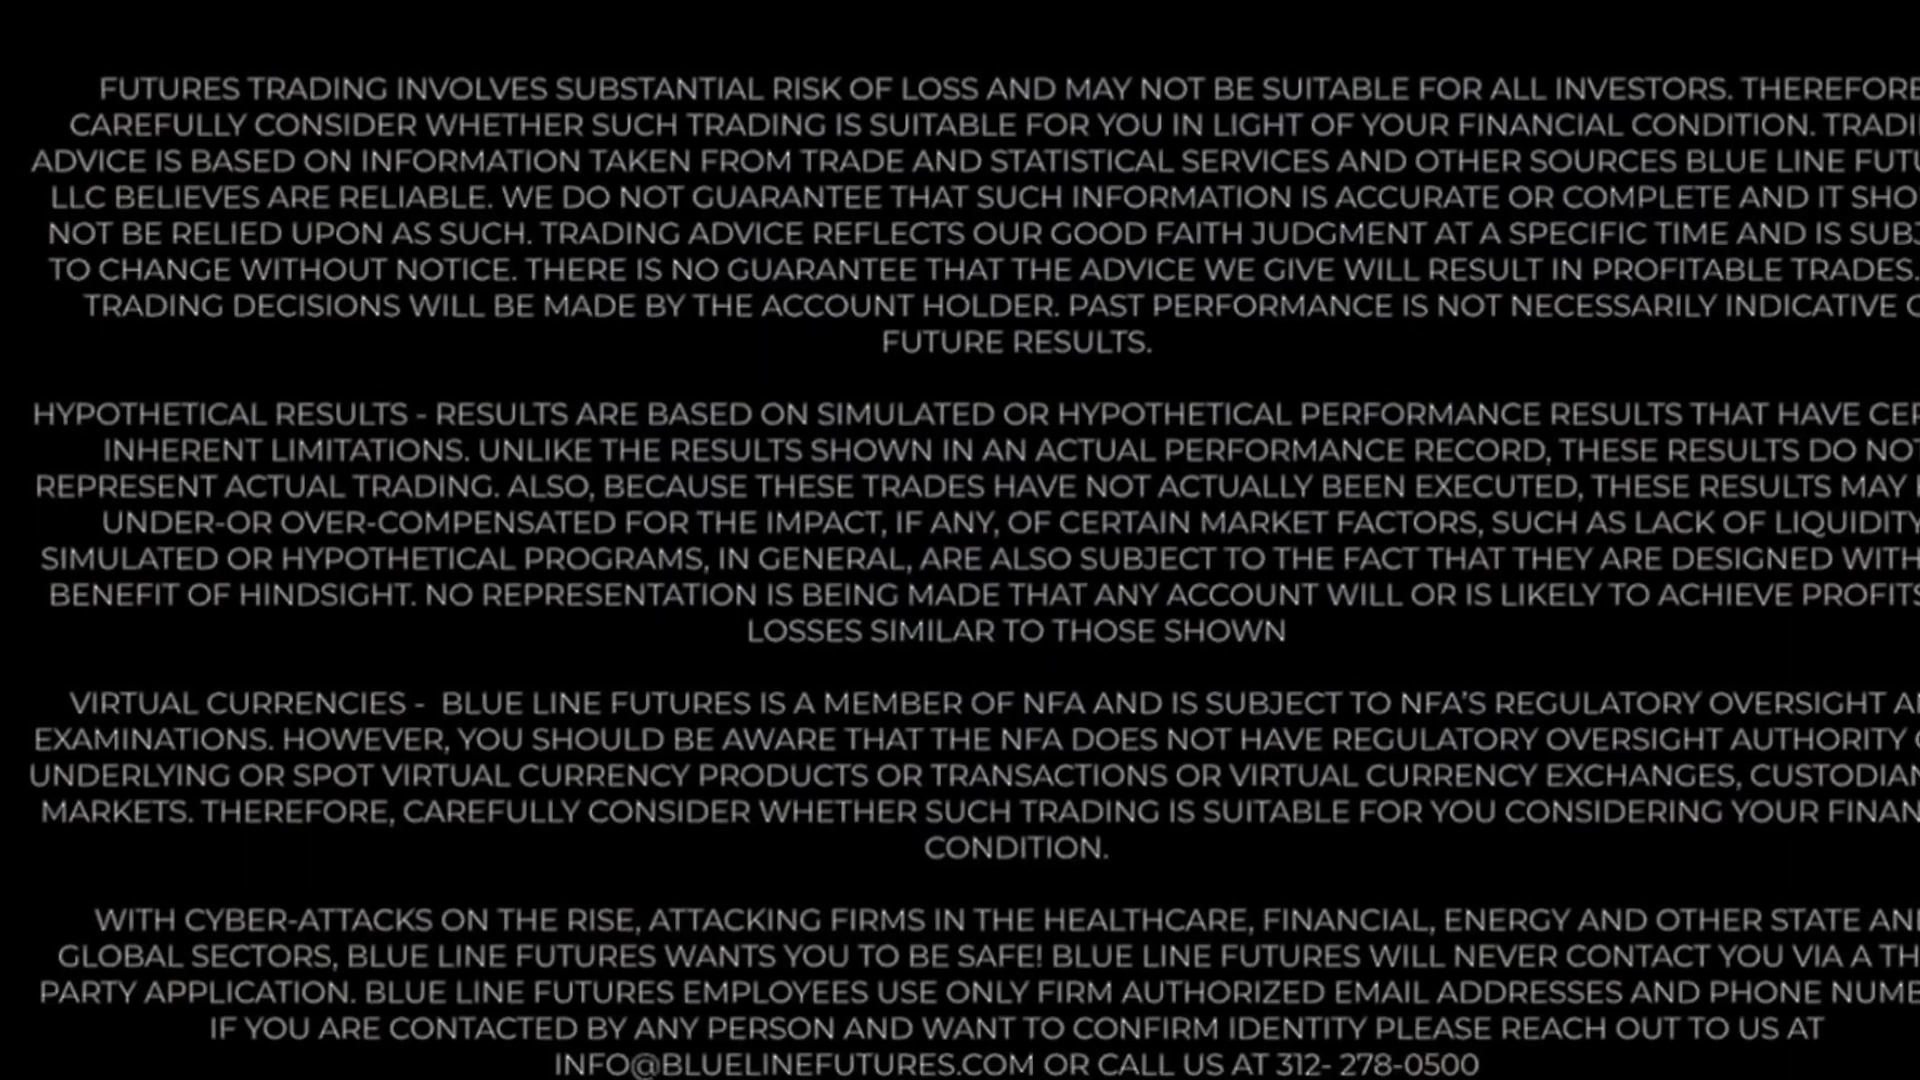 FUTURES TRADING INVOLVES SUBSTANTIAL RISK OF LOSS AND MAY NOT BE SUITABLE FOR ALL INVESTORS. THEREFORE
CAREFULLY CONSIDER WHETHER SUCH TRADING IS SUITABLE FOR YOU IN LIGHT OF YOUR FINANCIAL CONDITION. TRADI
ADVICE IS BASED ON INFORMATION TAKEN FROM TRADE AND STATISTICAL SERVICES AND OTHER SOURCES BLUE LINE FUTU
LLC BELIEVES ARE RELIABLE. WE DO NOT GUARANTEE THAT SUCH INFORMATION IS ACCURATE OR COMPLETE AND IT SHO
NOT BE RELIED UPON AS SUCH. TRADING ADVICE REFLECTS OUR GOOD FAITH JUDGMENT AT A SPECIFIC TIME AND IS SUBJ
TO CHANGE WITHOUT NOTICE. THERE IS NO GUARANTEE THAT THE ADVICE WE GIVE WILL RESULT IN PROFITABLE TRADES.
TRADING DECISIONS WILL BE MADE BY THE ACCOUNT HOLDER. PAST PERFORMANCE IS NOT NECESSARILY INDICATIVE
FUTURE RESULTS.
HYPOTHETICAL RESULTS - RESULTS ARE BASED ON SIMULATED OR HYPOTHETICAL PERFORMANCE RESULTS THAT HAVE CER
INHERENT LIMITATIONS. UNLIKE THE RESULTS SHOWN IN AN ACTUAL PERFORMANCE RECORD, THESE RESULTS DO NOT
REPRESENT ACTUAL TRADING. ALSO, BECAUSE THESE TRADES HAVE NOT ACTUALLY BEEN EXECUTED, THESE RESULTS MAY
UNDER-OR OVER-COMPENSATED FOR THE IMPACT, IF ANY, OF CERTAIN MARKET FACTORS, SUCH AS LACK OF LIQUIDITY
SIMULATED OR HYPOTHETICAL PROGRAMS, IN GENERAL, ARE ALSO SUBJECT TO THE FACT THAT THEY ARE DESIGNED WITH
BENEFIT OF HINDSIGHT. NO REPRESENTATION IS BEING MADE THAT ANY ACCOUNT WILL OR IS LIKELY TO ACHIEVE PROFITS
LOSSES SIMILAR TO THOSE SHOWN
VIRTUAL CURRENCIES -  BLUE LINE FUTURES IS A MEMBER OF NFA AND IS SUBJECT TO NFA'S REGULATORY OVERSIGHT A
EXAMINATIONS. HOWEVER, YOU SHOULD BE AWARE THAT THE NFA DOES NOT HAVE REGULATORY OVERSIGHT AUTHORITY
UNDERLYING OR SPOT VIRTUAL CURRENCY PRODUCTS OR TRANSACTIONS OR VIRTUAL CURRENCY EXCHANGES, CUSTODIAN
MARKETS. THEREFORE, CAREFULLY CONSIDER WHETHER SUCH TRADING IS SUITABLE FOR YOU CONSIDERING YOUR FINAN
CONDITION.
WITH CYBER-ATTACKS ON THE RISE, ATTACKING FIRMS IN THE HEALTHCARE, FINANCIAL, ENERGY AND OTHER STATE AND
GLOBAL SECTORS, BLUE LINE FUTURES WANTS YOU TO BE SAFE! BLUE LINE FUTURES WILL NEVER CONTACT YOU VIA A TH
PARTY APPLICATION. BLUE LINE FUTURES EMPLOYEES USE ONLY FIRM AUTHORIZED EMAIL ADDRESSES AND PHONE NUMB
IF YOU ARE CONTACTED BY ANY PERSON AND WANT TO CONFIRM IDENTITY PLEASE REACH OUT TO US AT
INFO@BLUELINEFUTURES.COM OR CALL US AT 312- 278-0500